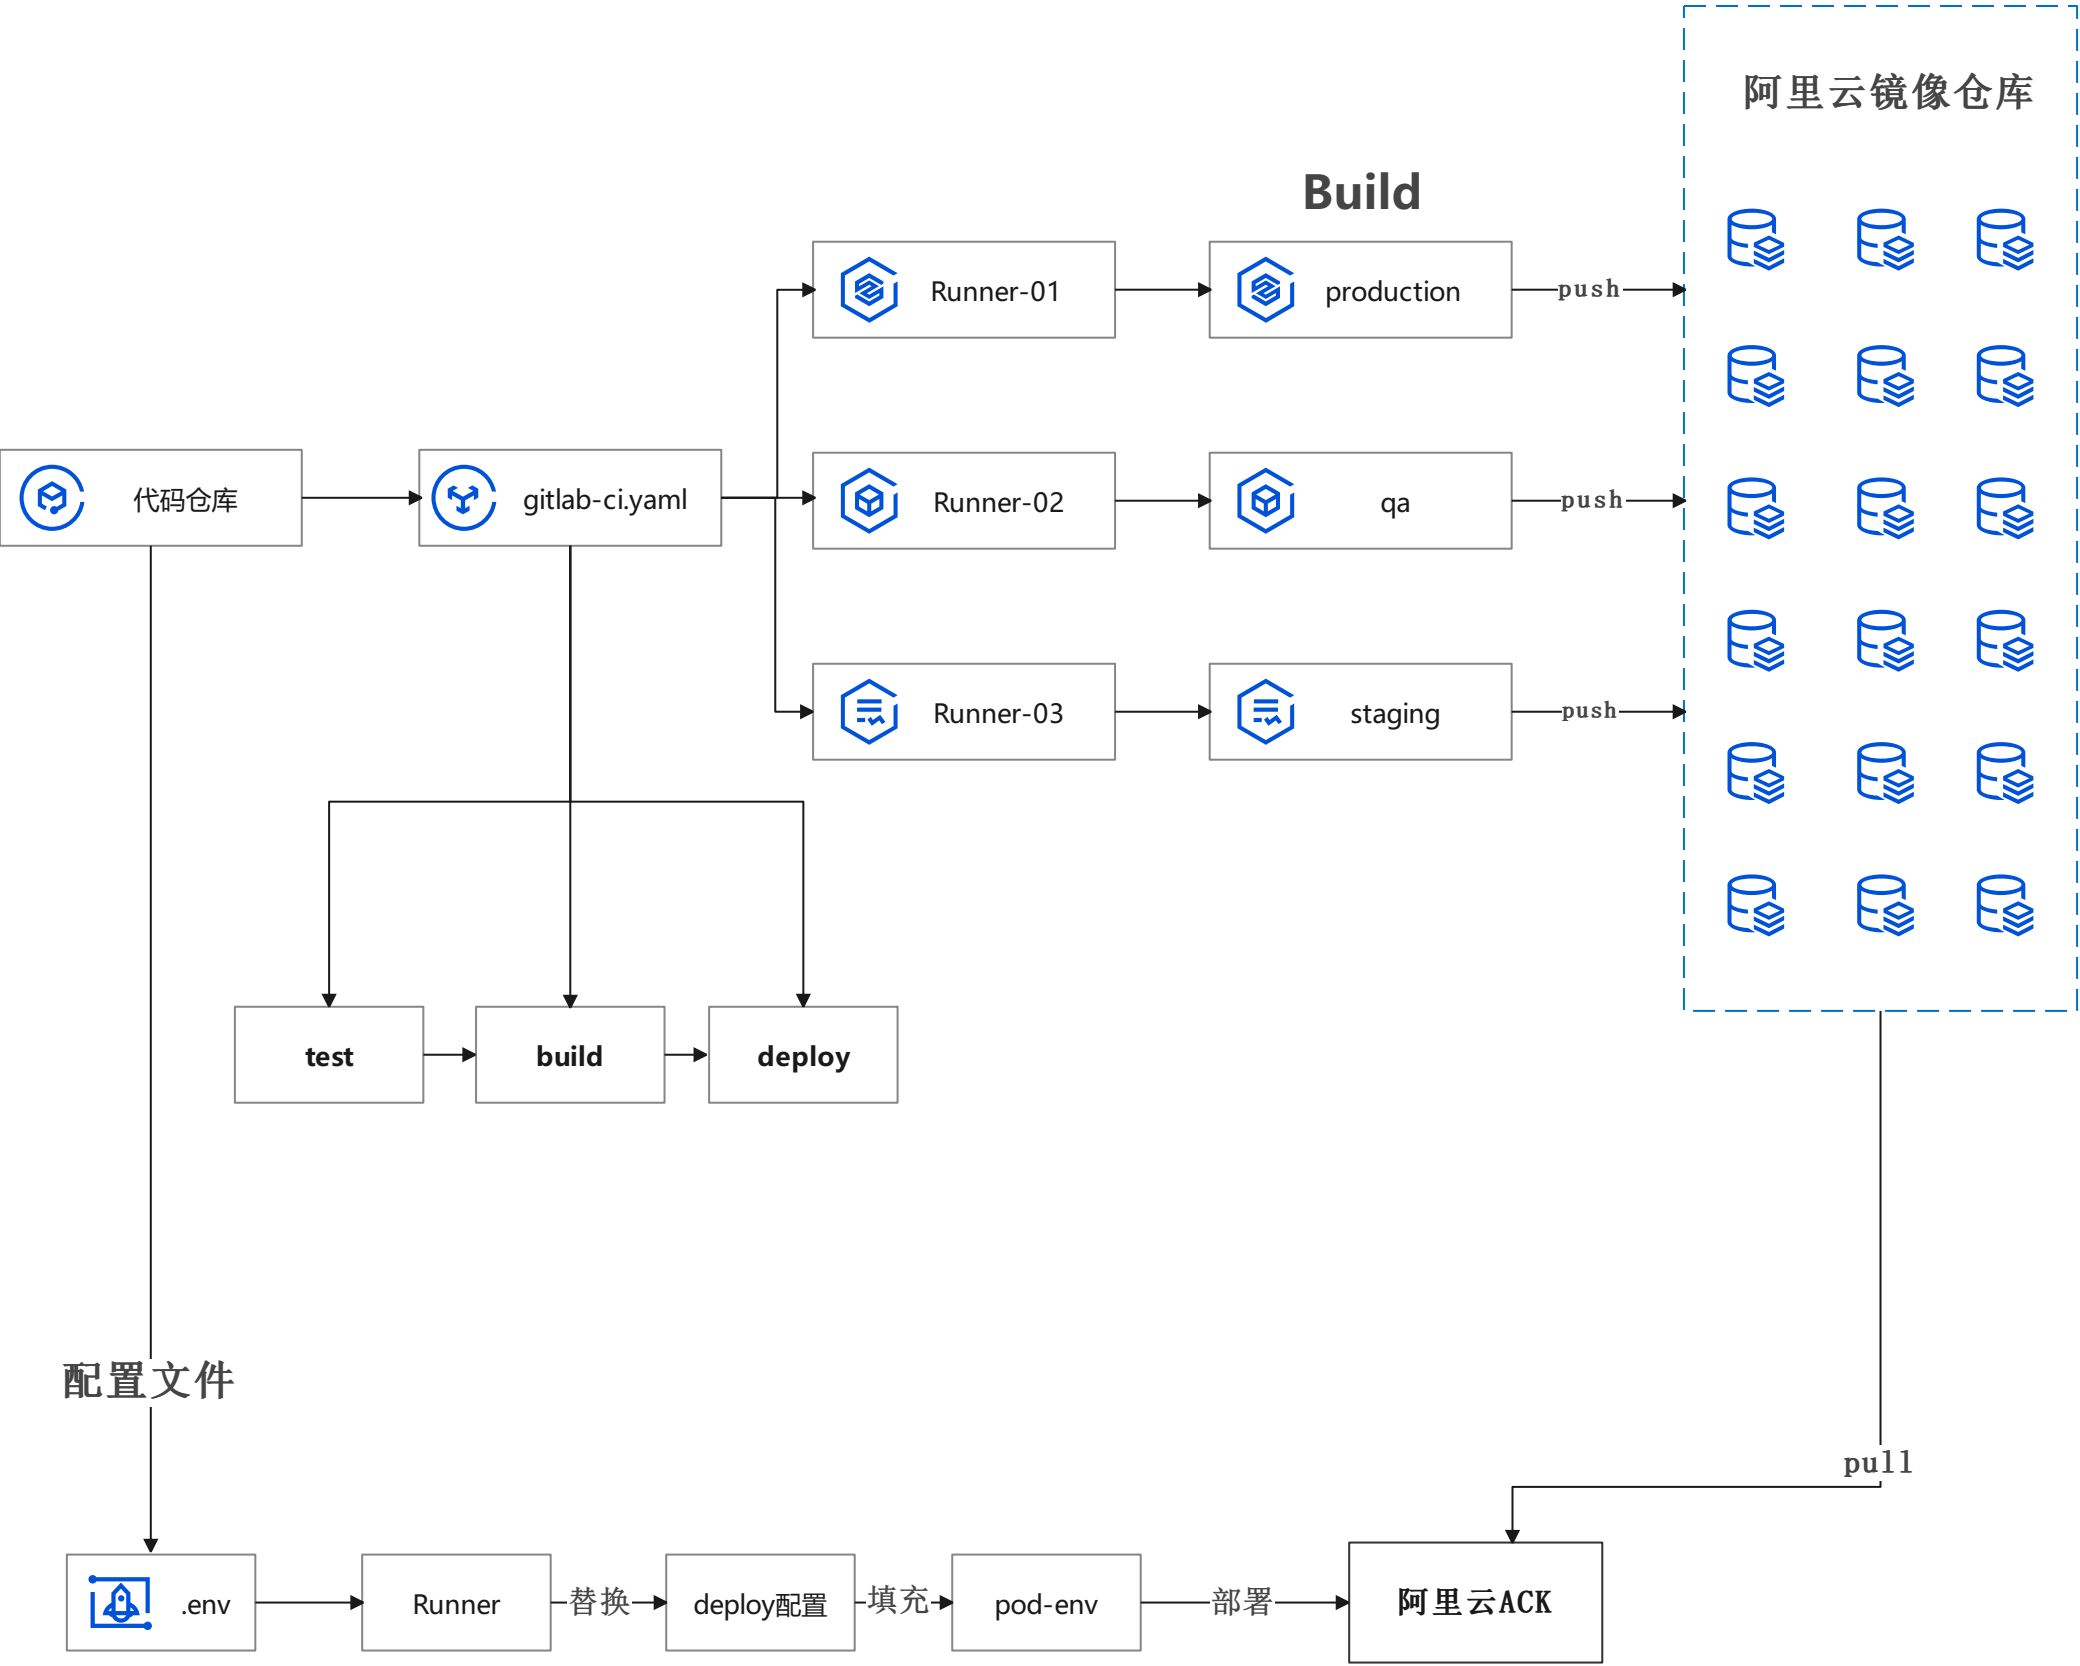 阿里云镜像仓库
Build
Runner-01
production
push
代码仓库
gitlab-ci.yaml
Runner-02
qa
push
Runner-03
staging
push
test
build
deploy
配置文件
pull
.env
Runner
替换
deploy配置
填充
pod-env
部署
阿里云ACK